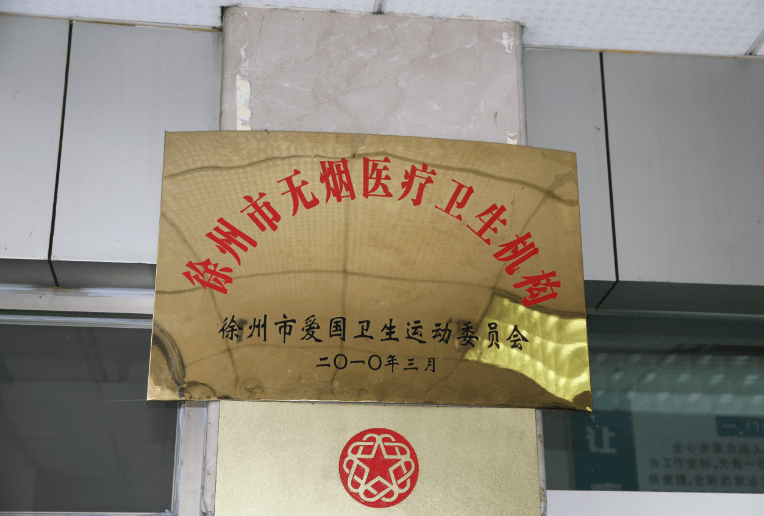 徐州市无烟医疗卫生机构
徐州市爱国卫生运动委员会
二〇一〇年三月
让